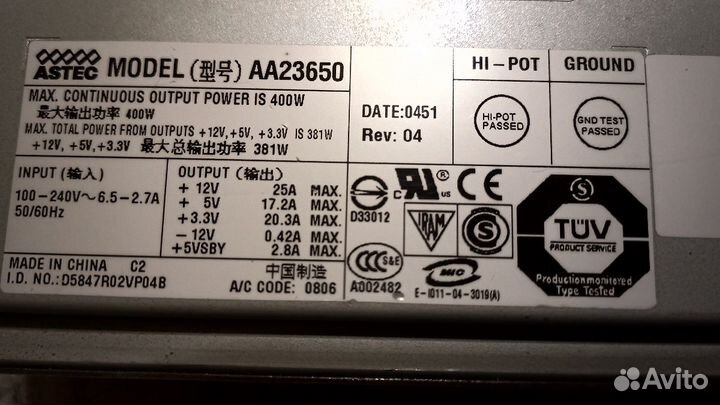 ASTEC MODEL (型号) AA23650
MAX. CONTINUOUS OUTPUT POWER IS 400W
最大输出功率 400W
MAX. TOTAL POWER FROM OUTPUTS +12V,+5V, +3.3V IS 381W
+12V, +5V,+3.3V 最大总输出功率 381W
INPUT (输入)
100-240V～6.5-2.7A
50/60Hz
OUTPUT (输出)
+ 12V 25A MAX.
+ 5V 17.2A MAX.
+3.3V 20.3A MAX.
-12V 0.42A MAX.
+5VSBY 2.8A MAX.
MADE IN CHINA C2
I.D. NO.: D5847R02VP04B
中国制造
A/C CODE: 0806
DATE:0451
Rev: 04
HI-POT
GROUND
HI-POT
PASSED
GND TEST
PASSED
D33012
c RU ® us
CE
TRAM
S
CCC S&E
A002482
MIC
E-I011-04-3019(A)
S
TÜV
PRODUCT SERVICE
Production monitored
Type Tested
Avito